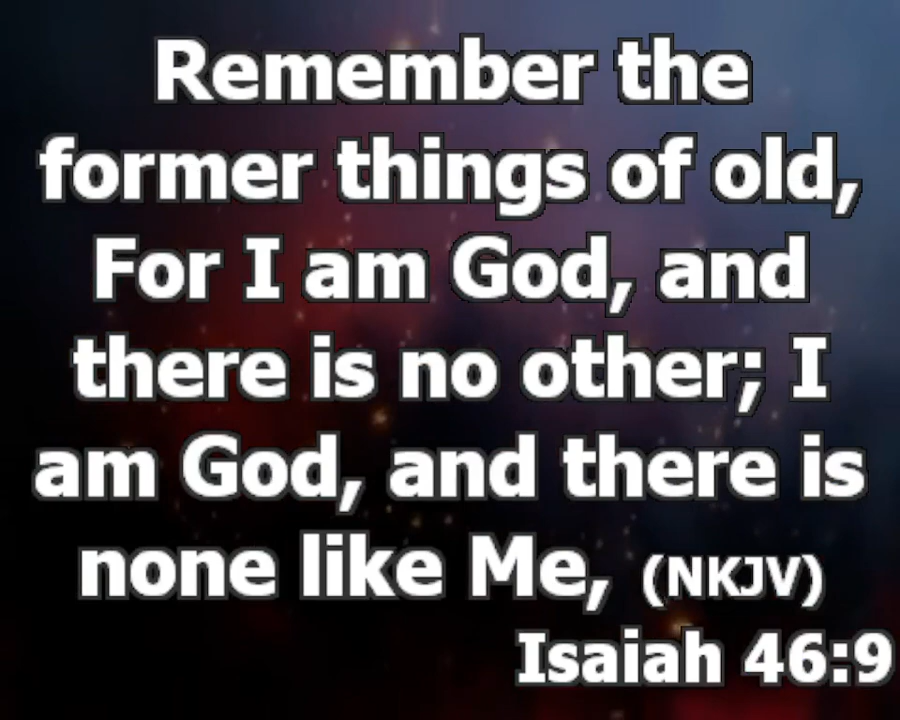 Remember the
former things of old,
For I am God, and
there is no other; I
am God, and there is
none like Me, (NKJV)
Isaiah 46:9